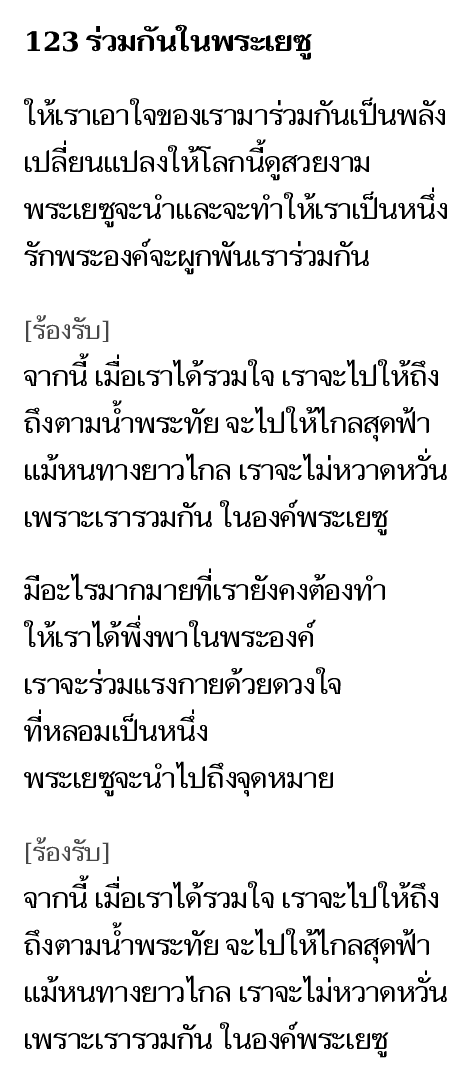 123 ร่วมกันในพระเยซู
ให้เราเอาใจของเรามาร่วมกันเป็นพลัง
เปลี่ยนแปลงให้โลกนี้ดูสวยงาม
พระเยซูจะนำและจะทำให้เราเป็นหนึ่ง
รักพระองค์จะผูกพันเราร่วมกัน
[ร้องรับ]
จากนี้ เมื่อเราได้รวมใจ เราจะไปให้ถึง
ถึงตามน้ำพระทัย จะไปให้ไกลสุดฟ้า
แม้หนทางยาวไกล เราจะไม่หวาดหวั่น
เพราะเรารวมกัน ในองค์พระเยซู
มีอะไรมากมายที่เรายังคงต้องทำ
ให้เราได้พึ่งพาในพระองค์
เราจะร่วมแรงกายด้วยดวงใจ
ที่หลอมเป็นหนึ่ง
พระเยซูจะนำไปถึงจุดหมาย
[ร้องรับ]
จากนี้ เมื่อเราได้รวมใจ เราจะไปให้ถึง
ถึงตามน้ำพระทัย จะไปให้ไกลสุดฟ้า
แม้หนทางยาวไกล เราจะไม่หวาดหวั่น
เพราะเรารวมกัน ในองค์พระเยซู